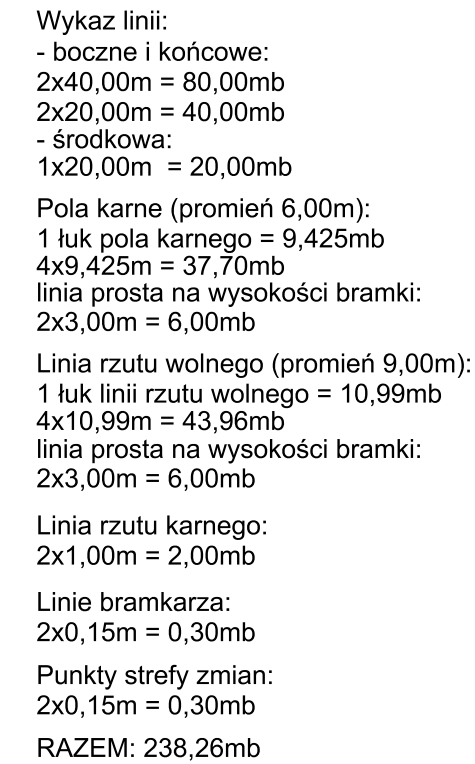 Wykaz linii:
- boczne i końcowe:
2x40,00m = 80,00mb
2x20,00m = 40,00mb
- środkowa:
1x20,00m  = 20,00mb
Pola karne (promień 6,00m):
1 łuk pola karnego = 9,425mb
4x9,425m = 37,70mb
linia prosta na wysokości bramki:
2x3,00m = 6,00mb
Linia rzutu wolnego (promień 9,00m):
1 łuk linii rzutu wolnego = 10,99mb
4x10,99m = 43,96mb
linia prosta na wysokości bramki:
2x3,00m = 6,00mb
Linia rzutu karnego:
2x1,00m = 2,00mb
Linie bramkarza:
2x0,15m = 0,30mb
Punkty strefy zmian:
2x0,15m = 0,30mb
RAZEM: 238,26mb